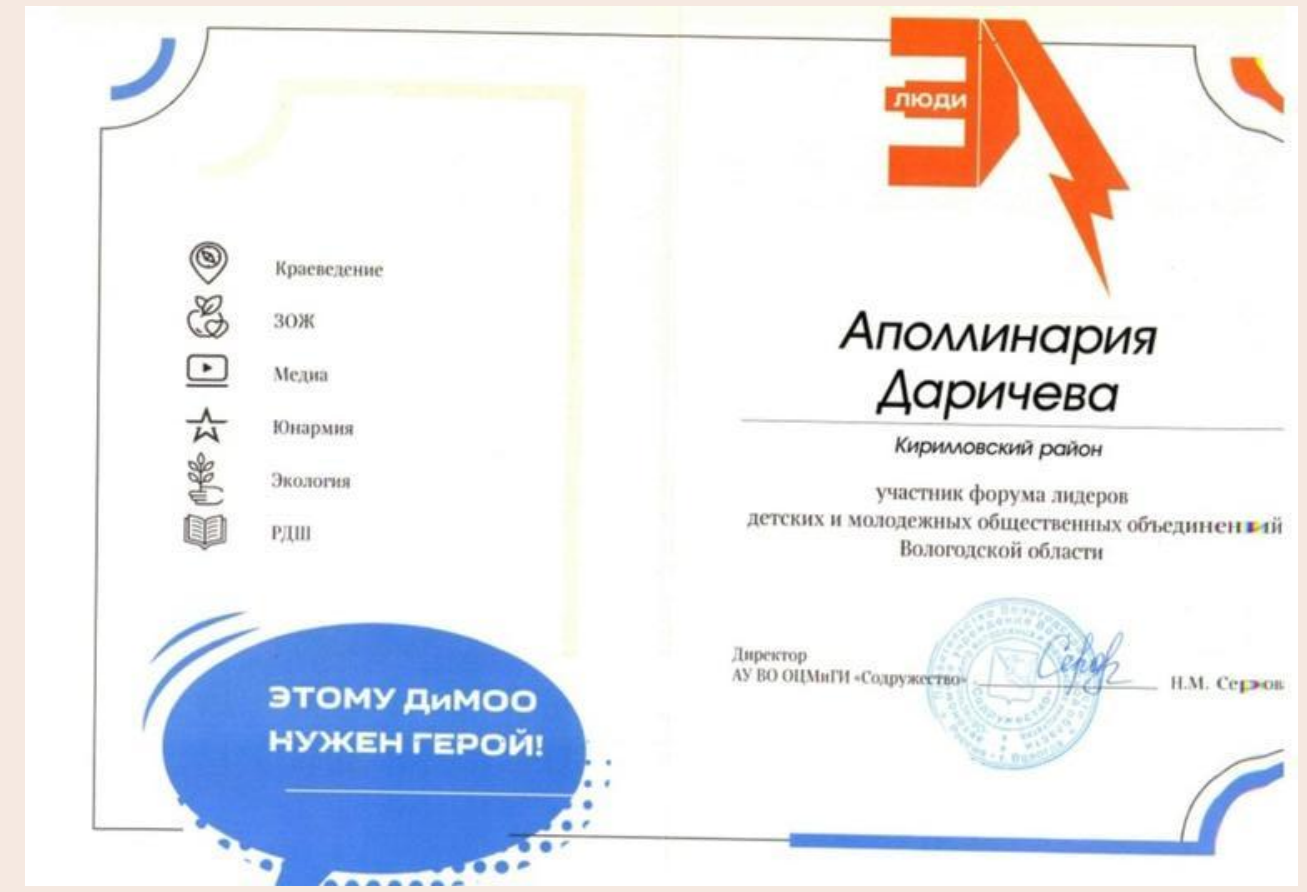 Краеведение
ЗОЖ
Медиа
Юнармия
Экология
РДШ
ЭТОМУ ДиМОО
НУЖЕН ГЕРОЙ!
ЛЮДИ
Аполлинария
Даричева
Кирилловский район
участник форума лидеров
детских и молодежных общественных объединений
Вологодской области
Директор
АУ ВО ОЦМиГИ «Содружество»
Н.М.